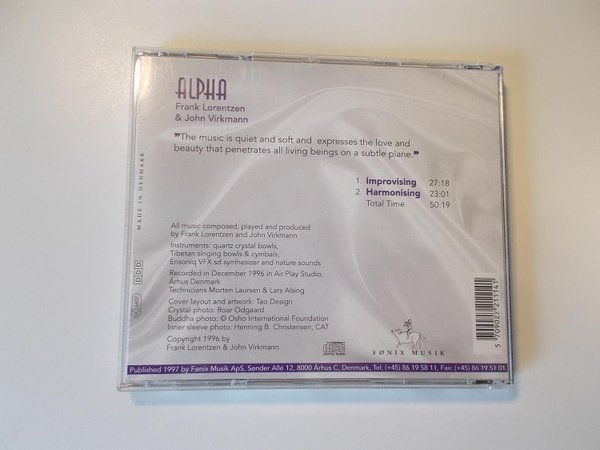 ALPHA
Frank Lorentzen
& John Virkmann
"The music is quiet and soft and expresses the love and
beauty that penetrates all living beings on a subtle plane"
1. Improvising 27:18
2. Harmonising 23:01
Total Time 50:19
MADE IN DENMARK
DDD
All music composed, played and produced
by Frank Lorentzen and John Virkmann
Instruments: quartz crystal bowls,
Tibetan singing bowls & cymbals,
Ensoniq VFX sd synthesizer and nature sounds
Recorded in December 1996 in Air Play Studio,
Århus Denmark
Technicians Morten Laursen & Lars Alsing
Cover layout and artwork: Tao Design
Crystal photo: Roar Odgaard
Buddha photo: © Osho International Foundation
Inner sleeve photo: Henning B. Christensen, CAT
Copyright 1996 by
Frank Lorentzen & John Virkmann
FØNIX MUSIK
5 709027 211141
Published 1997 by Fønix Musik ApS, Sønder Allé 12, 8000 Århus C, Denmark, Tel: (+45) 86 19 58 11, Fax: (+45) 86 19 51 01